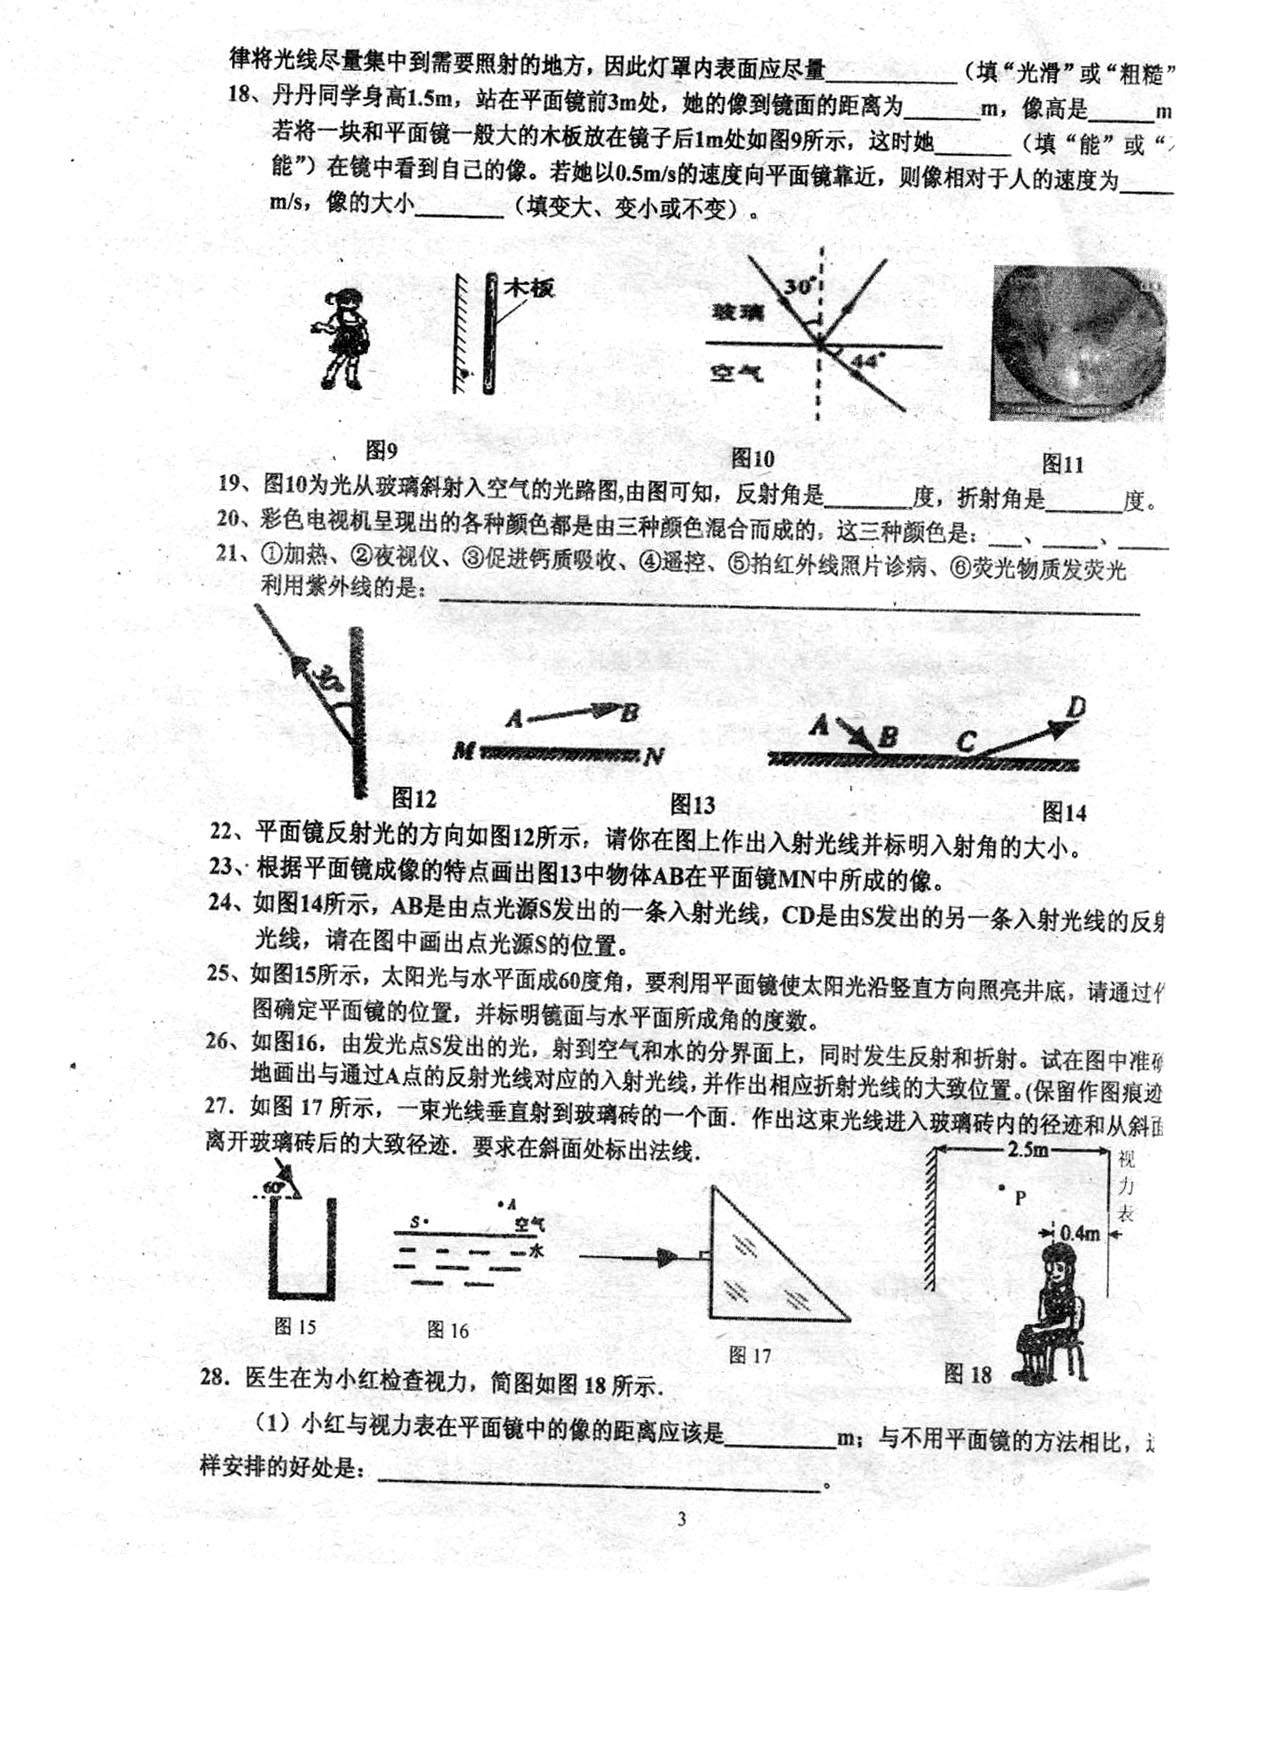 律将光线尽量集中到需要照射的地方，因此灯罩内表面应尽量________（填“光滑”或“粗糙”
18、丹丹同学身高1.5m，站在平面镜前3m处，她的像到镜面的距离为_____m，像高是____m
若将一块和平面镜一般大的木板放在镜子后1m处如图9所示，这时她_____（填“能”或“
能”）在镜中看到自己的像。若她以0.5m/s的速度向平面镜靠近，则像相对于人的速度为____
m/s，像的大小______（填变大、变小或不变）。
木板
30°
玻璃
空气
44°
图9
图10
图11
19、图10为光从玻璃斜射入空气的光路图,由图可知，反射角是______度，折射角是_____度。
20、彩色电视机呈现出的各种颜色都是由三种颜色混合而成的，这三种颜色是：__、____、____
21、①加热、②夜视仪、③促进钙质吸收、④遥控、⑤拍红外线照片诊病、⑥荧光物质发荧光
利用紫外线的是：________________
A B
M N
A B C D
图12
图13
图14
22、平面镜反射光的方向如图12所示，请你在图上作出入射光线并标明入射角的大小。
23、根据平面镜成像的特点画出图13中物体AB在平面镜MN中所成的像。
24、如图14所示，AB是由点光源S发出的一条入射光线，CD是由S发出的另一条入射光线的反射
光线，请在图中画出点光源S的位置。
25、如图15所示，太阳光与水平面成60度角，要利用平面镜使太阳光沿竖直方向照亮井底，请通过作
图确定平面镜的位置，并标明镜面与水平面所成角的度数。
26、如图16，由发光点S发出的光，射到空气和水的分界面上，同时发生反射和折射。试在图中准确
地画出与通过A点的反射光线对应的入射光线，并作出相应折射光线的大致位置。(保留作图痕迹
27．如图 17 所示，一束光线垂直射到玻璃砖的一个面．作出这束光线进入玻璃砖内的径迹和从斜面
离开玻璃砖后的大致径迹．要求在斜面处标出法线．
2.5m
视力表
P
0.4m
60°
S
A
空气
水
图 15
图 16
图 17
图 18
28．医生在为小红检查视力，简图如图 18 所示．
（1）小红与视力表在平面镜中的像的距离应该是_______m；与不用平面镜的方法相比，这
样安排的好处是：________________。
3